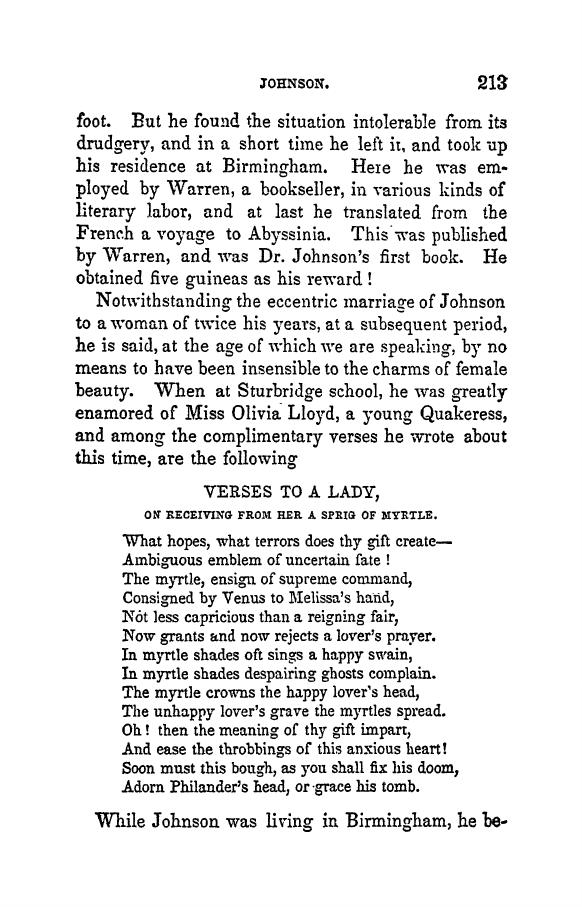 JOHNSON. 213
foot. But he found the situation intolerable from its
drudgery, and in a short time he left it, and took up
his residence at Birmingham. Here he was em-
ployed by Warren, a bookseller, in various kinds of
literary labor, and at last he translated from the
French a voyage to Abyssinia. This was published
by Warren, and was Dr. Johnson's first book. He
obtained five guineas as his reward!
Notwithstanding the eccentric marriage of Johnson
to a woman of twice his years, at a subsequent period,
he is said, at the age of which we are speaking, by no
means to have been insensible to the charms of female
beauty. When at Sturbridge school, he was greatly
enamored of Miss Olivia Lloyd, a young Quakeress,
and among the complimentary verses he wrote about
this time, are the following
VERSES TO A LADY,
ON RECEIVING FROM HER A SPRIG OF MYRTLE.
What hopes, what terrors does thy gift create—
Ambiguous emblem of uncertain fate!
The myrtle, ensign of supreme command,
Consigned by Venus to Melissa's hand,
Not less capricious than a reigning fair,
Now grants and now rejects a lover's prayer.
In myrtle shades oft sings a happy swain,
In myrtle shades despairing ghosts complain.
The myrtle crowns the happy lover's head,
The unhappy lover's grave the myrtles spread.
Oh! then the meaning of thy gift impart,
And ease the throbbings of this anxious heart!
Soon must this bough, as you shall fix his doom,
Adorn Philander's head, or grace his tomb.
While Johnson was living in Birmingham, he be-